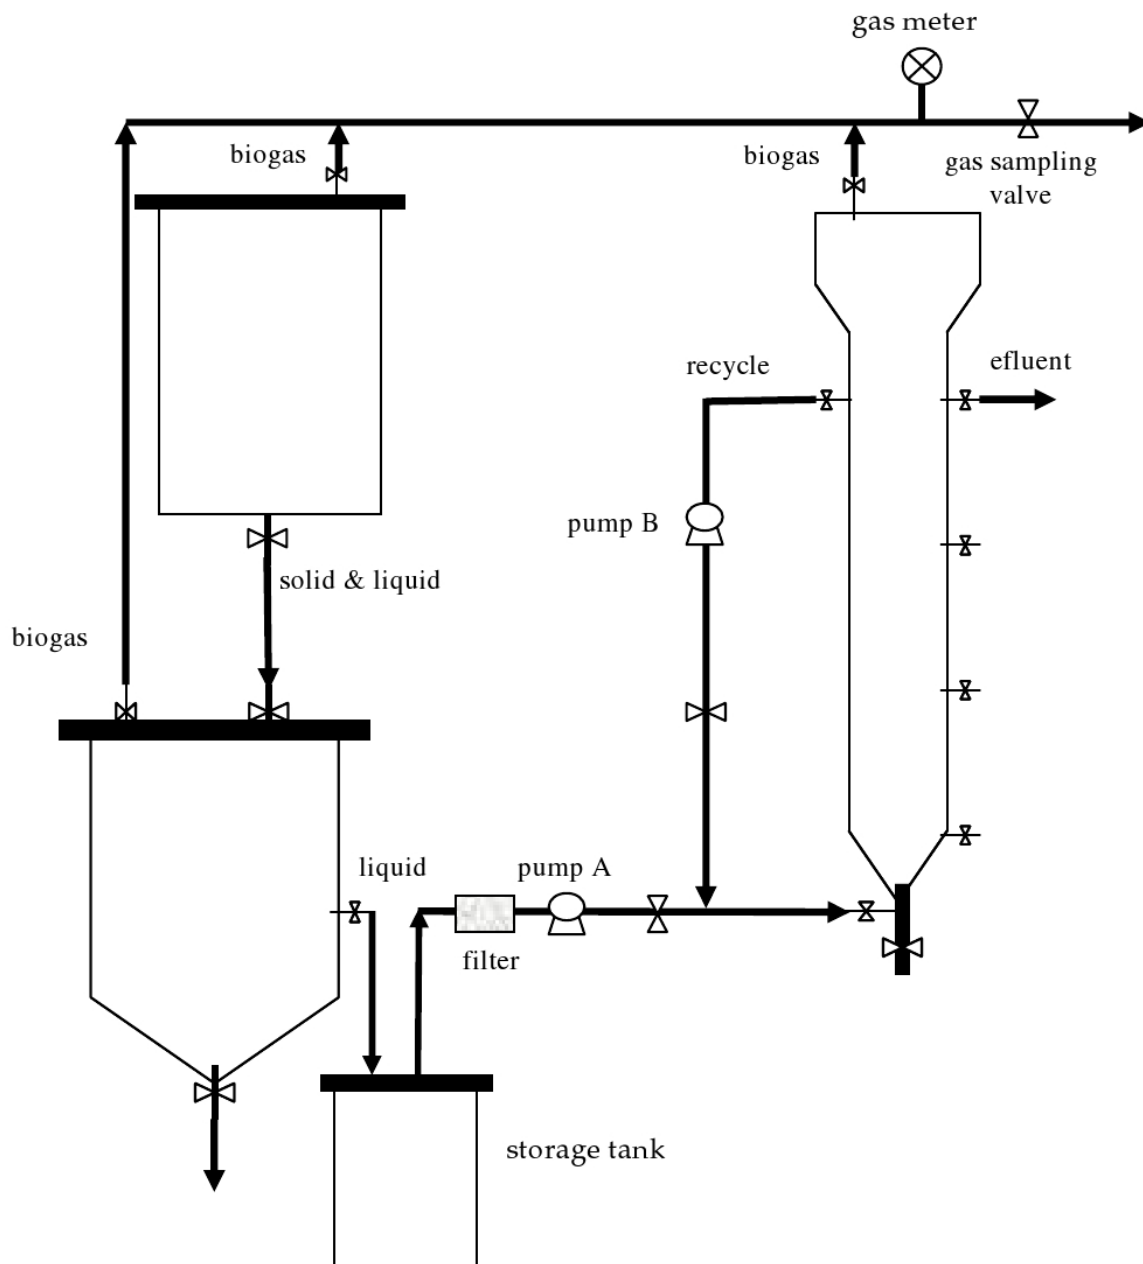 gas meter
biogas
biogas
gas sampling
valve
recycle
efluent
pump B
solid & liquid
biogas
liquid
pump A
filter
storage tank